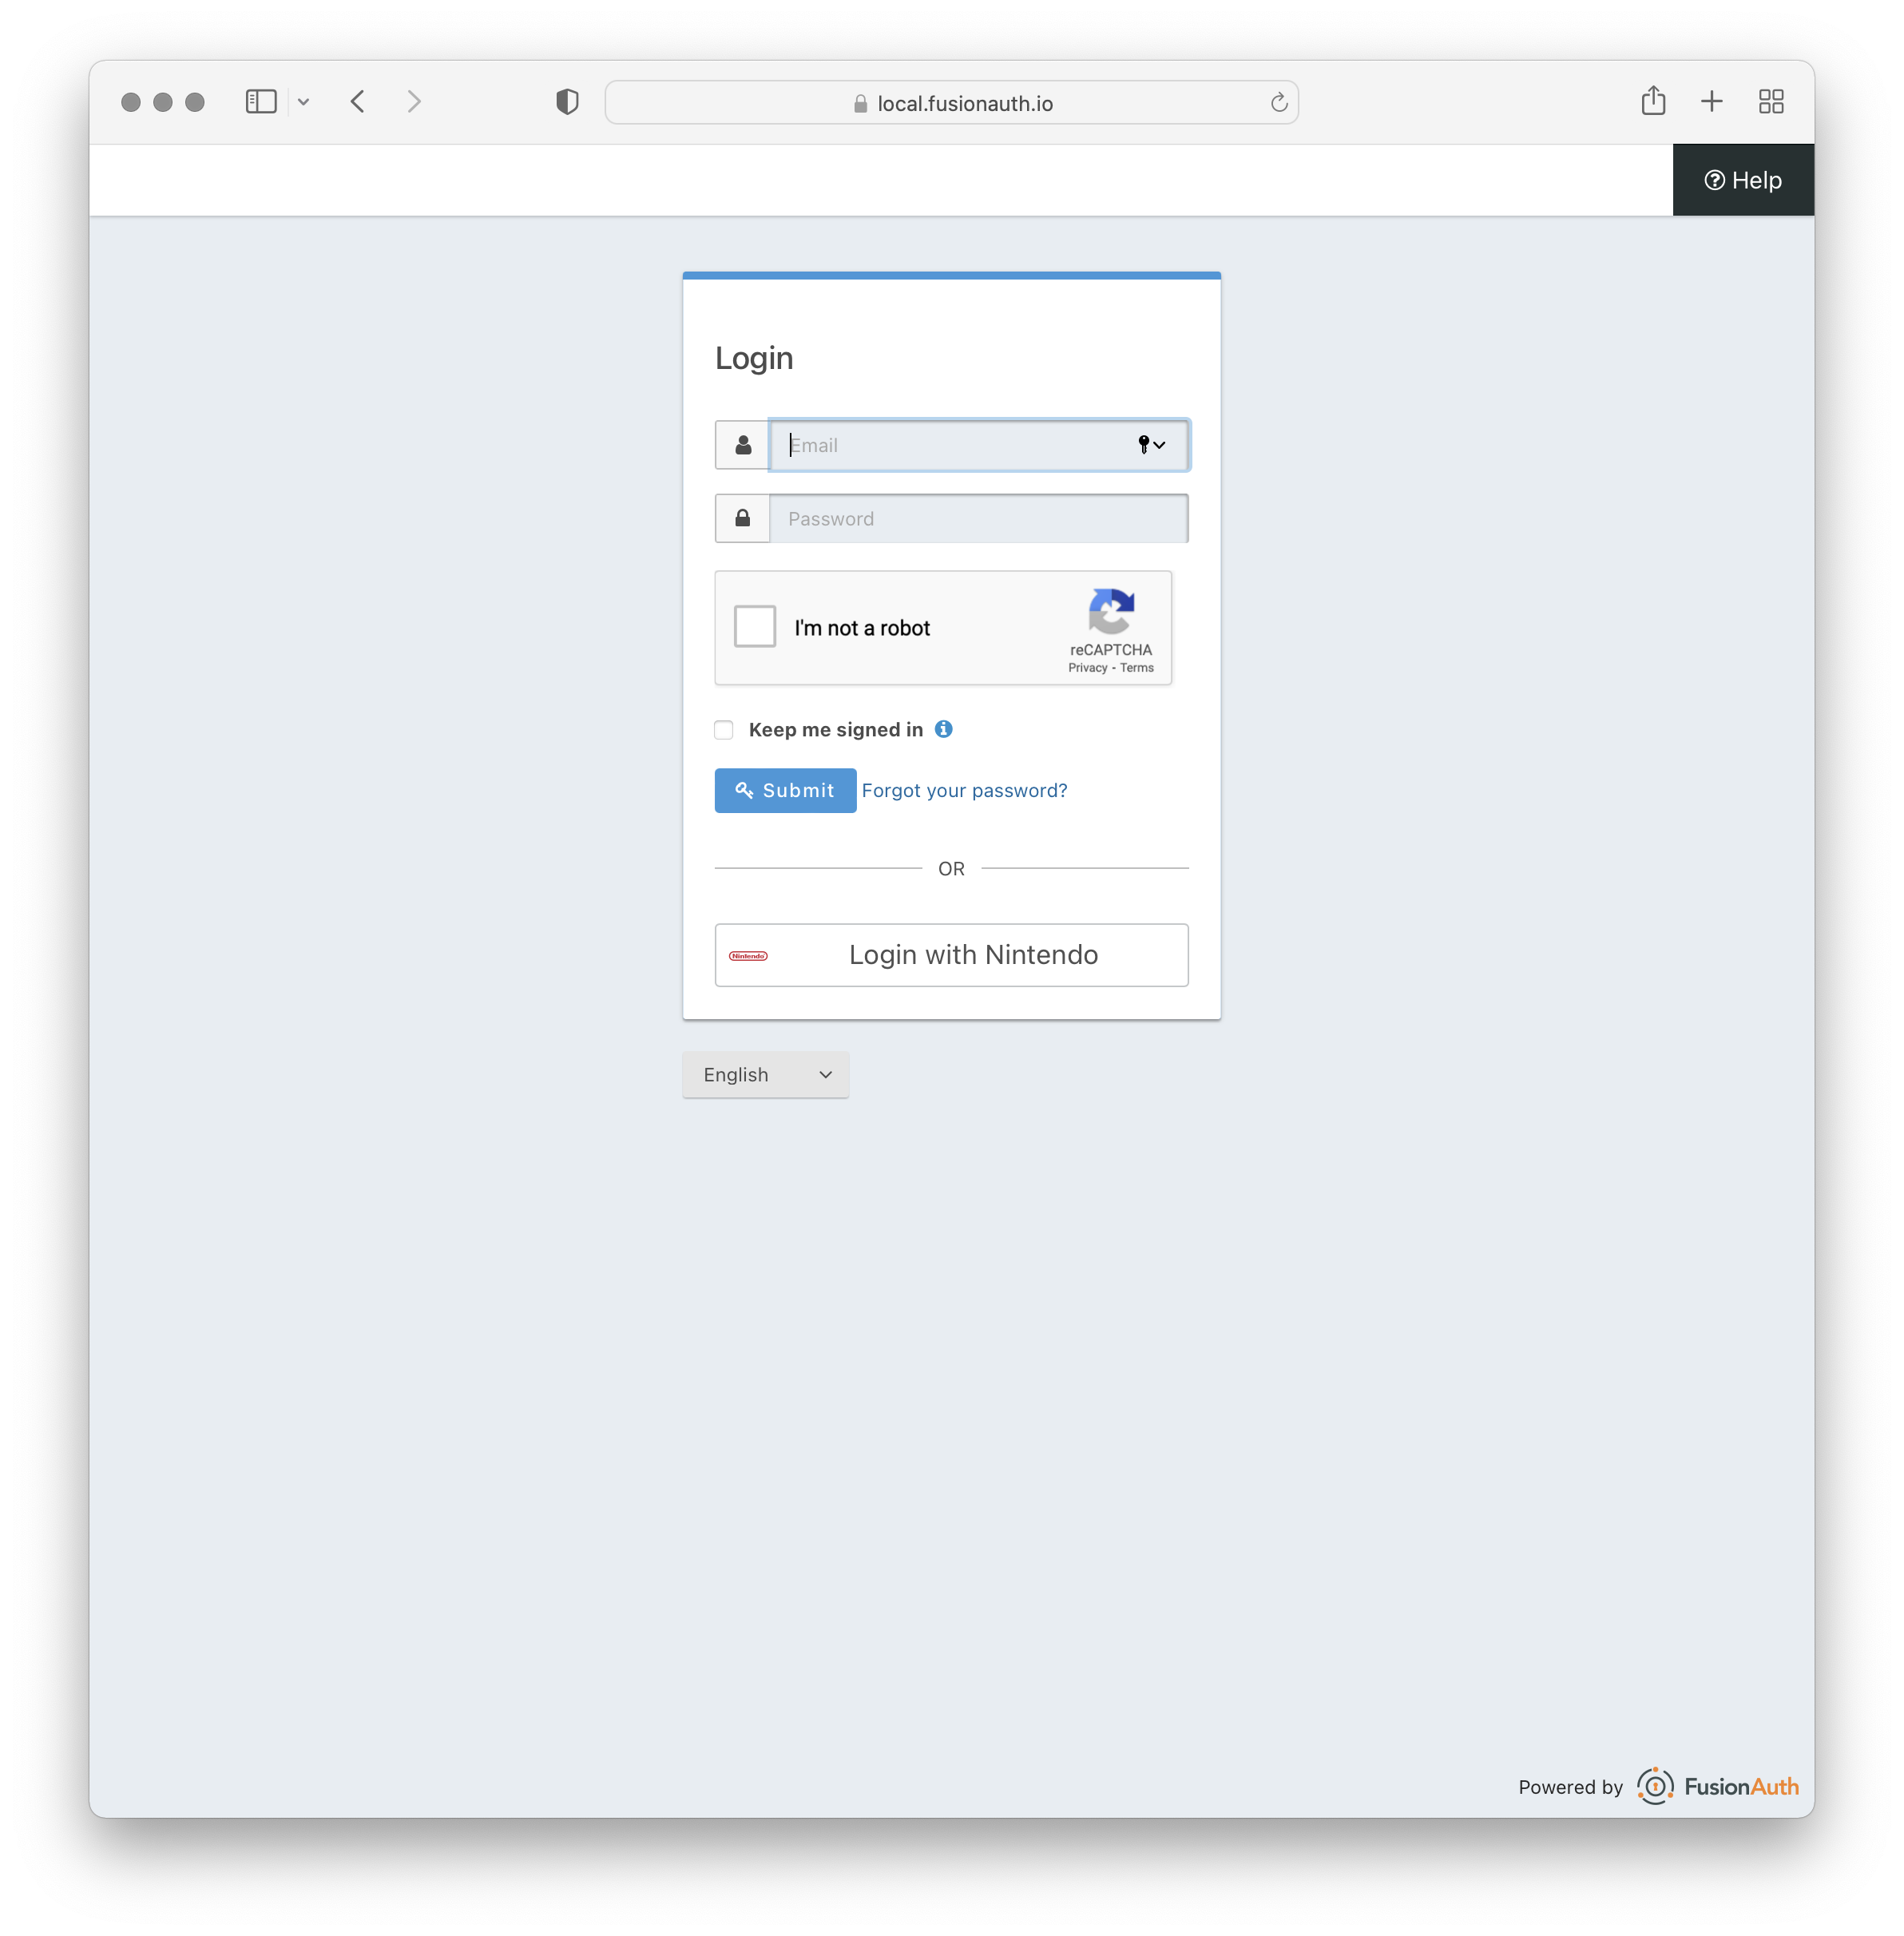 local.fusionauth.io
Help
Login
Email
Password
I'm not a robot
reCAPTCHA
Privacy - Terms
Keep me signed in
Submit Forgot your password?
OR
Nintendo Login with Nintendo
English
Powered by FusionAuth